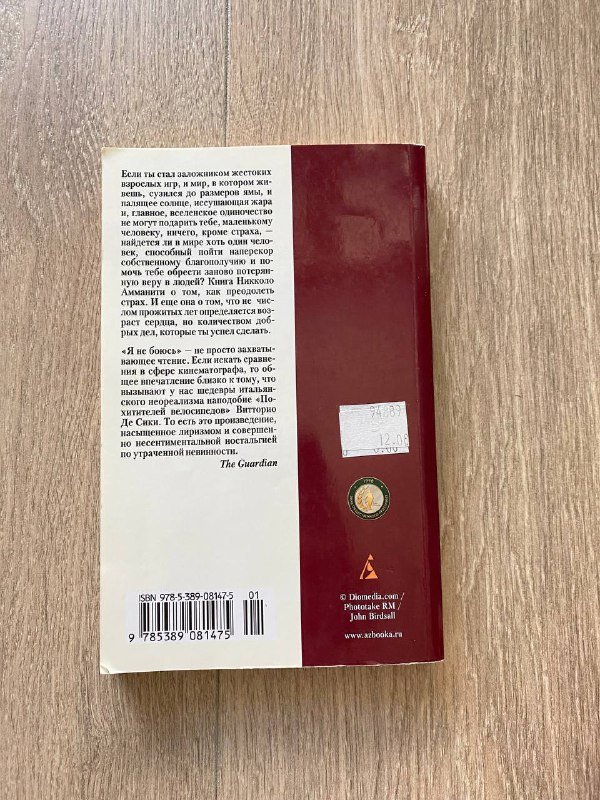 Если ты стал заложником жестоких
взрослых игр, и мир, в котором жи-
вешь, сузился до размеров ямы, и
палящее солнце, иссушающая жара
и, главное, вселенское одиночество
не могут подарить тебе, маленькому
человеку, ничего, кроме страха, —
найдется ли в мире хоть один чело-
век, способный пойти наперекор
собственному благополучию и по-
мочь тебе обрести заново потерян-
ную веру в людей? Книга Никколо
Амманити о том, как преодолеть
страх. И еще она о том, что не чис-
лом прожитых лет определяется воз-
раст сердца, но количеством доб-
рых дел, которые ты успел сделать.
«Я не боюсь» — не просто захваты-
вающее чтение. Если искать сравне-
ния в сфере кинематографа, то об-
щее впечатление близко к тому, что
вызывают у нас шедевры итальян-
ского неореализма наподобие «По-
хитителей велосипедов» Витторио
Де Сики. То есть это произведение,
насыщенное лиризмом и совершен-
но несентиментальной ностальгией
по утраченной невинности.
The Guardian
12.06
ISBN 978-5-389-08147-5
01
9 785389 081475
© Diomedia.com /
Phototake RM /
John Birdsall
www.azbooka.ru